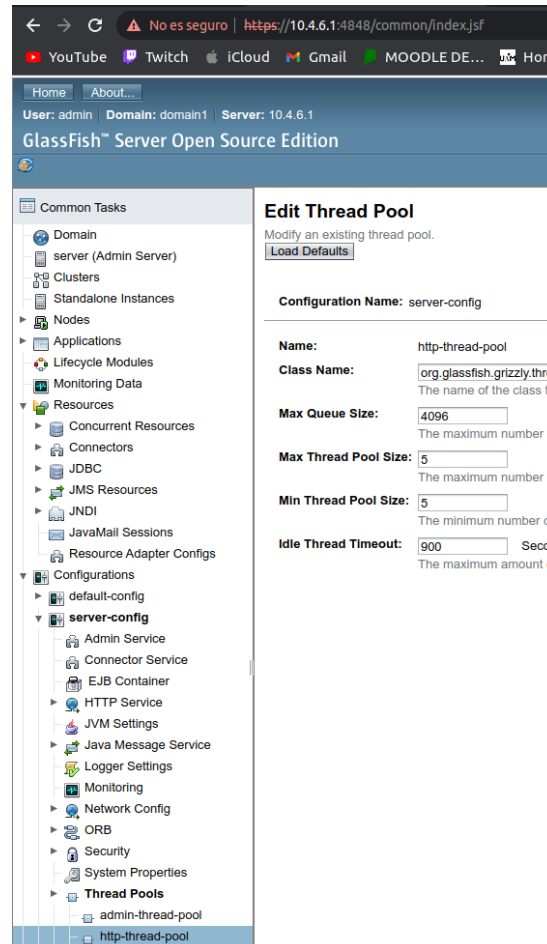 No es seguro | https://10.4.6.1:4848/common/index.jsf
YouTube Twitch iCloud Gmail MOODLE DE... Hor
Home About...
User: admin Domain: domain1 Server: 10.4.6.1
GlassFish™ Server Open Source Edition
Common Tasks
Domain
server (Admin Server)
Clusters
Standalone Instances
Nodes
Applications
Lifecycle Modules
Monitoring Data
Resources
Concurrent Resources
Connectors
JDBC
JMS Resources
JNDI
JavaMail Sessions
Resource Adapter Configs
Configurations
default-config
server-config
Admin Service
Connector Service
EJB Container
HTTP Service
JVM Settings
Java Message Service
Logger Settings
Monitoring
Network Config
ORB
Security
System Properties
Thread Pools
admin-thread-pool
http-thread-pool
Edit Thread Pool
Modify an existing thread pool.
Load Defaults
Configuration Name: server-config
Name: http-thread-pool
Class Name: org.glassfish.grizzly.thre
The name of the class
Max Queue Size: 4096
The maximum number
Max Thread Pool Size: 5
The maximum number
Min Thread Pool Size: 5
The minimum number
Idle Thread Timeout: 900 Seco
The maximum amount